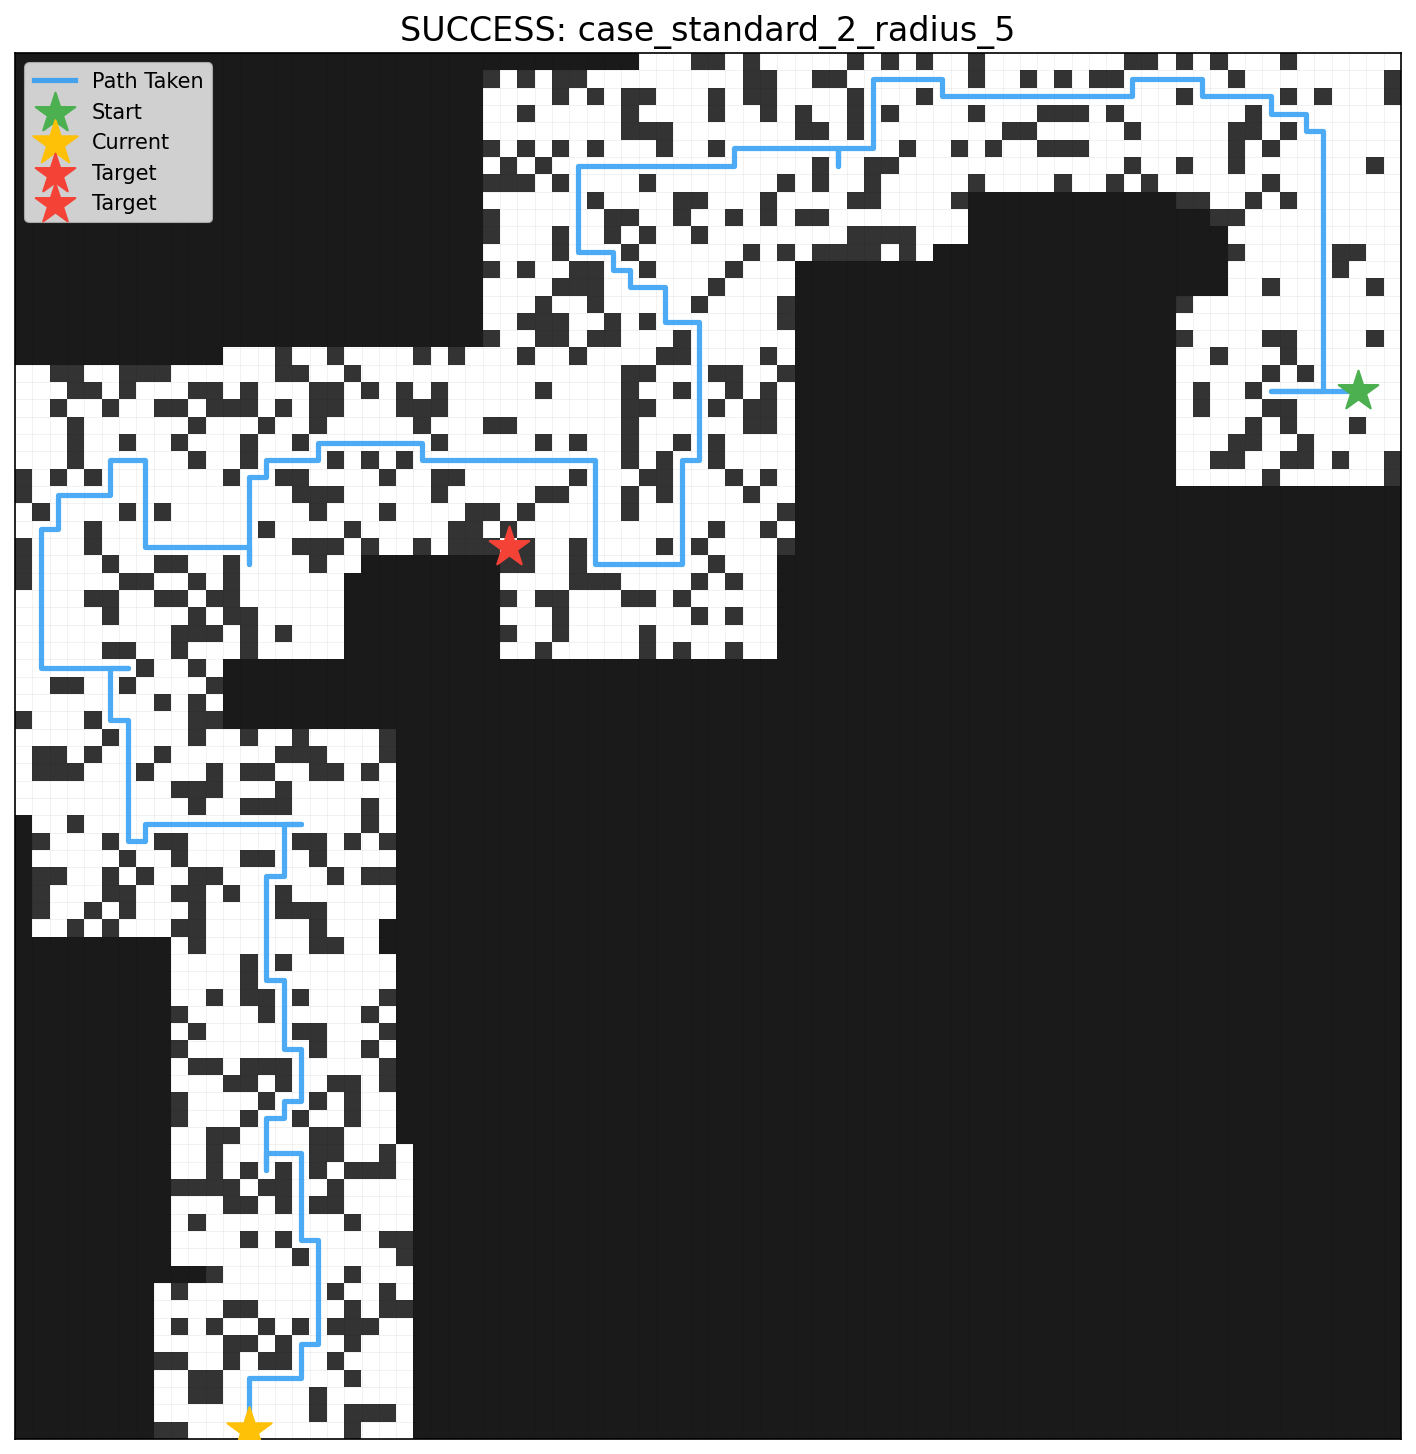 SUCCESS: case_standard_2_radius_5
Path Taken
Start
Current
Target
Target